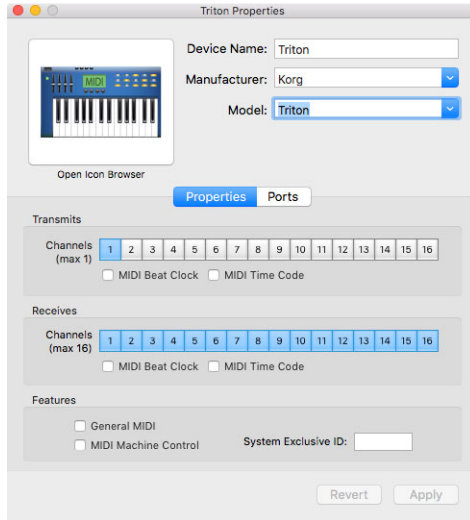 Triton Properties
Device Name: Triton
Manufacturer: Korg
Model: Triton
MIDI
Open Icon Browser
Properties Ports
Transmits
Channels (max 1) 1 2 3 4 5 6 7 8 9 10 11 12 13 14 15 16
MIDI Beat Clock MIDI Time Code
Receives
Channels (max 16) 1 2 3 4 5 6 7 8 9 10 11 12 13 14 15 16
MIDI Beat Clock MIDI Time Code
Features
General MIDI
MIDI Machine Control System Exclusive ID:
Revert Apply